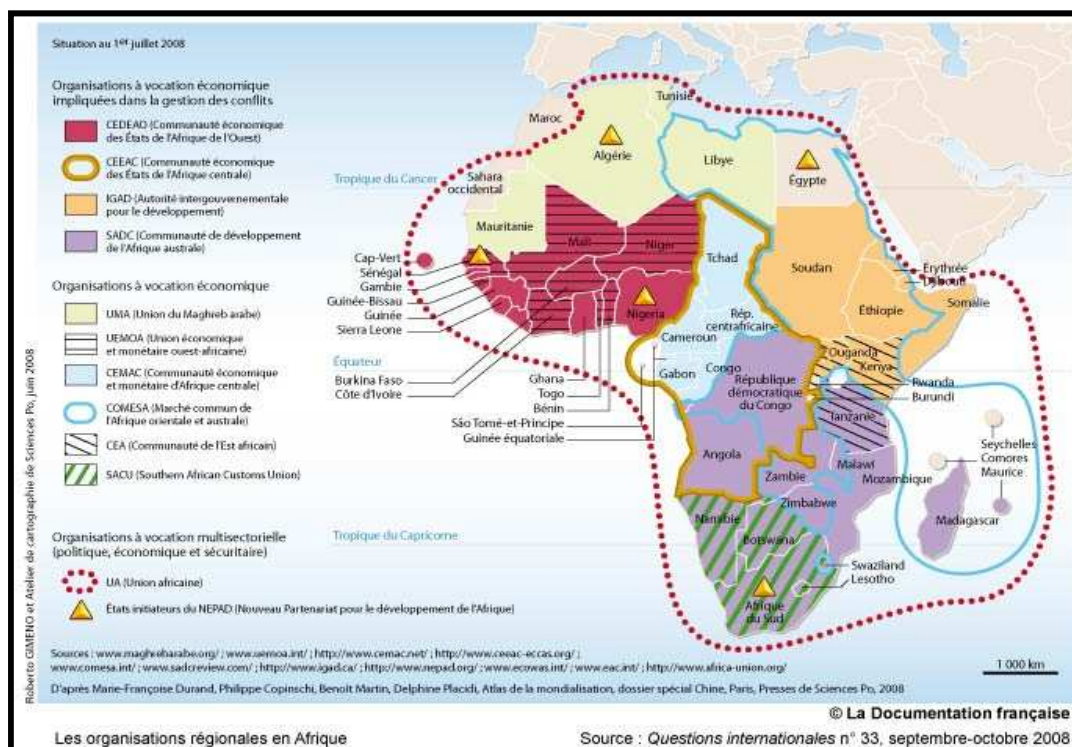 Situation au 1er juillet 2008
Organisations à vocation économique
impliquées dans la gestion des conflits
CEDEAO (Communauté économique
des États de l'Afrique de l'Ouest)
CEEAC (Communauté économique
des États de l'Afrique centrale)
IGAD (Autorité intergouvernementale
pour le développement)
SADC (Communauté de développement
de l'Afrique australe)
Organisations à vocation économique
UMA (Union du Maghreb arabe)
UEMOA (Union économique
et monétaire ouest-africaine)
CEMAC (Communauté économique
et monétaire d'Afrique centrale)
COMESA (Marché commun de
l'Afrique orientale et australe)
CEA (Communauté de l'Est africain)
SACU (Southern African Customs Union)
Organisations à vocation multisectorielle
(politique, économique et sécuritaire)
UA (Union africaine)
États initiateurs du NEPAD (Nouveau Partenariat pour le développement de l'Afrique)
Tropique du Cancer
Équateur
Tropique du Capricorne
Tunisie
Maroc
Algérie
Libye
Égypte
Sahara
occidental
Mauritanie
Mali
Niger
Tchad
Soudan
Érythrée
Djibouti
Cap-Vert
Sénégal
Gambie
Guinée-Bissau
Guinée
Sierra Leone
Nigeria
Éthiopie
Somalie
Rép.
centrafricaine
Cameroun
Burkina Faso
Côte d'Ivoire
Ghana
Togo
Bénin
São Tomé-et-Principe
Guinée équatoriale
Gabon
Congo
République
démocratique
du Congo
Ouganda
Kenya
Rwanda
Burundi
Tanzanie
Seychelles
Comores
Maurice
Angola
Zambie
Malawi
Mozambique
Zimbabwe
Madagascar
Namibie
Botswana
Swaziland
Lesotho
Afrique
du Sud
1 000 km
Roberto GIMENO et Atelier de cartographie de Sciences Po, juin 2008
Sources : www.maghrebarabe.org/ ; www.uemoa.int/ ; http://www.cemac.net/ ; http://www.ceeac-eccas.org/ ;
www.comesa.int/ ; www.sadcreview.com/ ; http://www.igad.ca/ ; http://www.nepad.org/ ; www.ecowas.int/ ; www.eac.int/ ; http://www.africa-union.org/
D'après Marie-Françoise Durand, Philippe Copinschi, Benoît Martin, Delphine Placidi, Atlas de la mondialisation, dossier spécial Chine, Paris, Presses de Sciences Po, 2008
© La Documentation française
Les organisations régionales en Afrique
Source : Questions internationales n° 33, septembre-octobre 2008